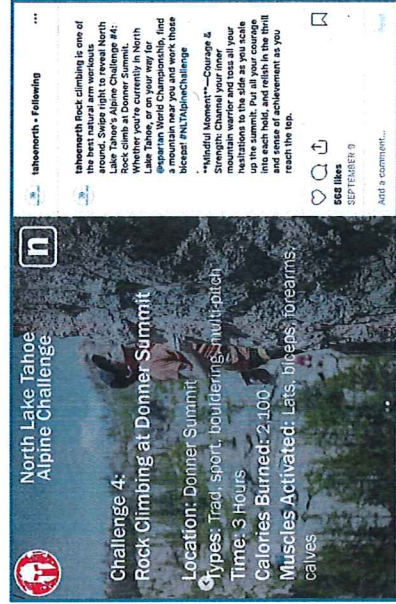 North Lake Tahoe
Alpine Challenge
n
Challenge 4:
Rock Climbing at Donner Summit
Location: Donner Summit
Types: Trad, sport, bouldering, multi-pitch
Time: 3 Hours
Calories Burned: 2,100
Muscles Activated: Lats, biceps, forearms,
calves
tahoenorth • Following
tahoenorth Rock climbing is one of
the best natural arm workouts
around. Swipe right to reveal North
Lake Tahoe's Alpine Challenge #4:
Rock climb at Donner Summit.
Whether you're currently in North
Lake Tahoe, or on your way for
@spartan World Championship, find
a mountain near you and work those
biceps! #NLTAlpineChallenge
.
**Mindful Moment**—Courage &
Strength: Channel your inner
mountain warrior and toss all your
hesitations to the side as you scale
up the summit. Put all your courage
into each hold, and relish in the thrill
and sense of achievement as you
reach the top.
568 likes
SEPTEMBER 9
Add a comment...
Post